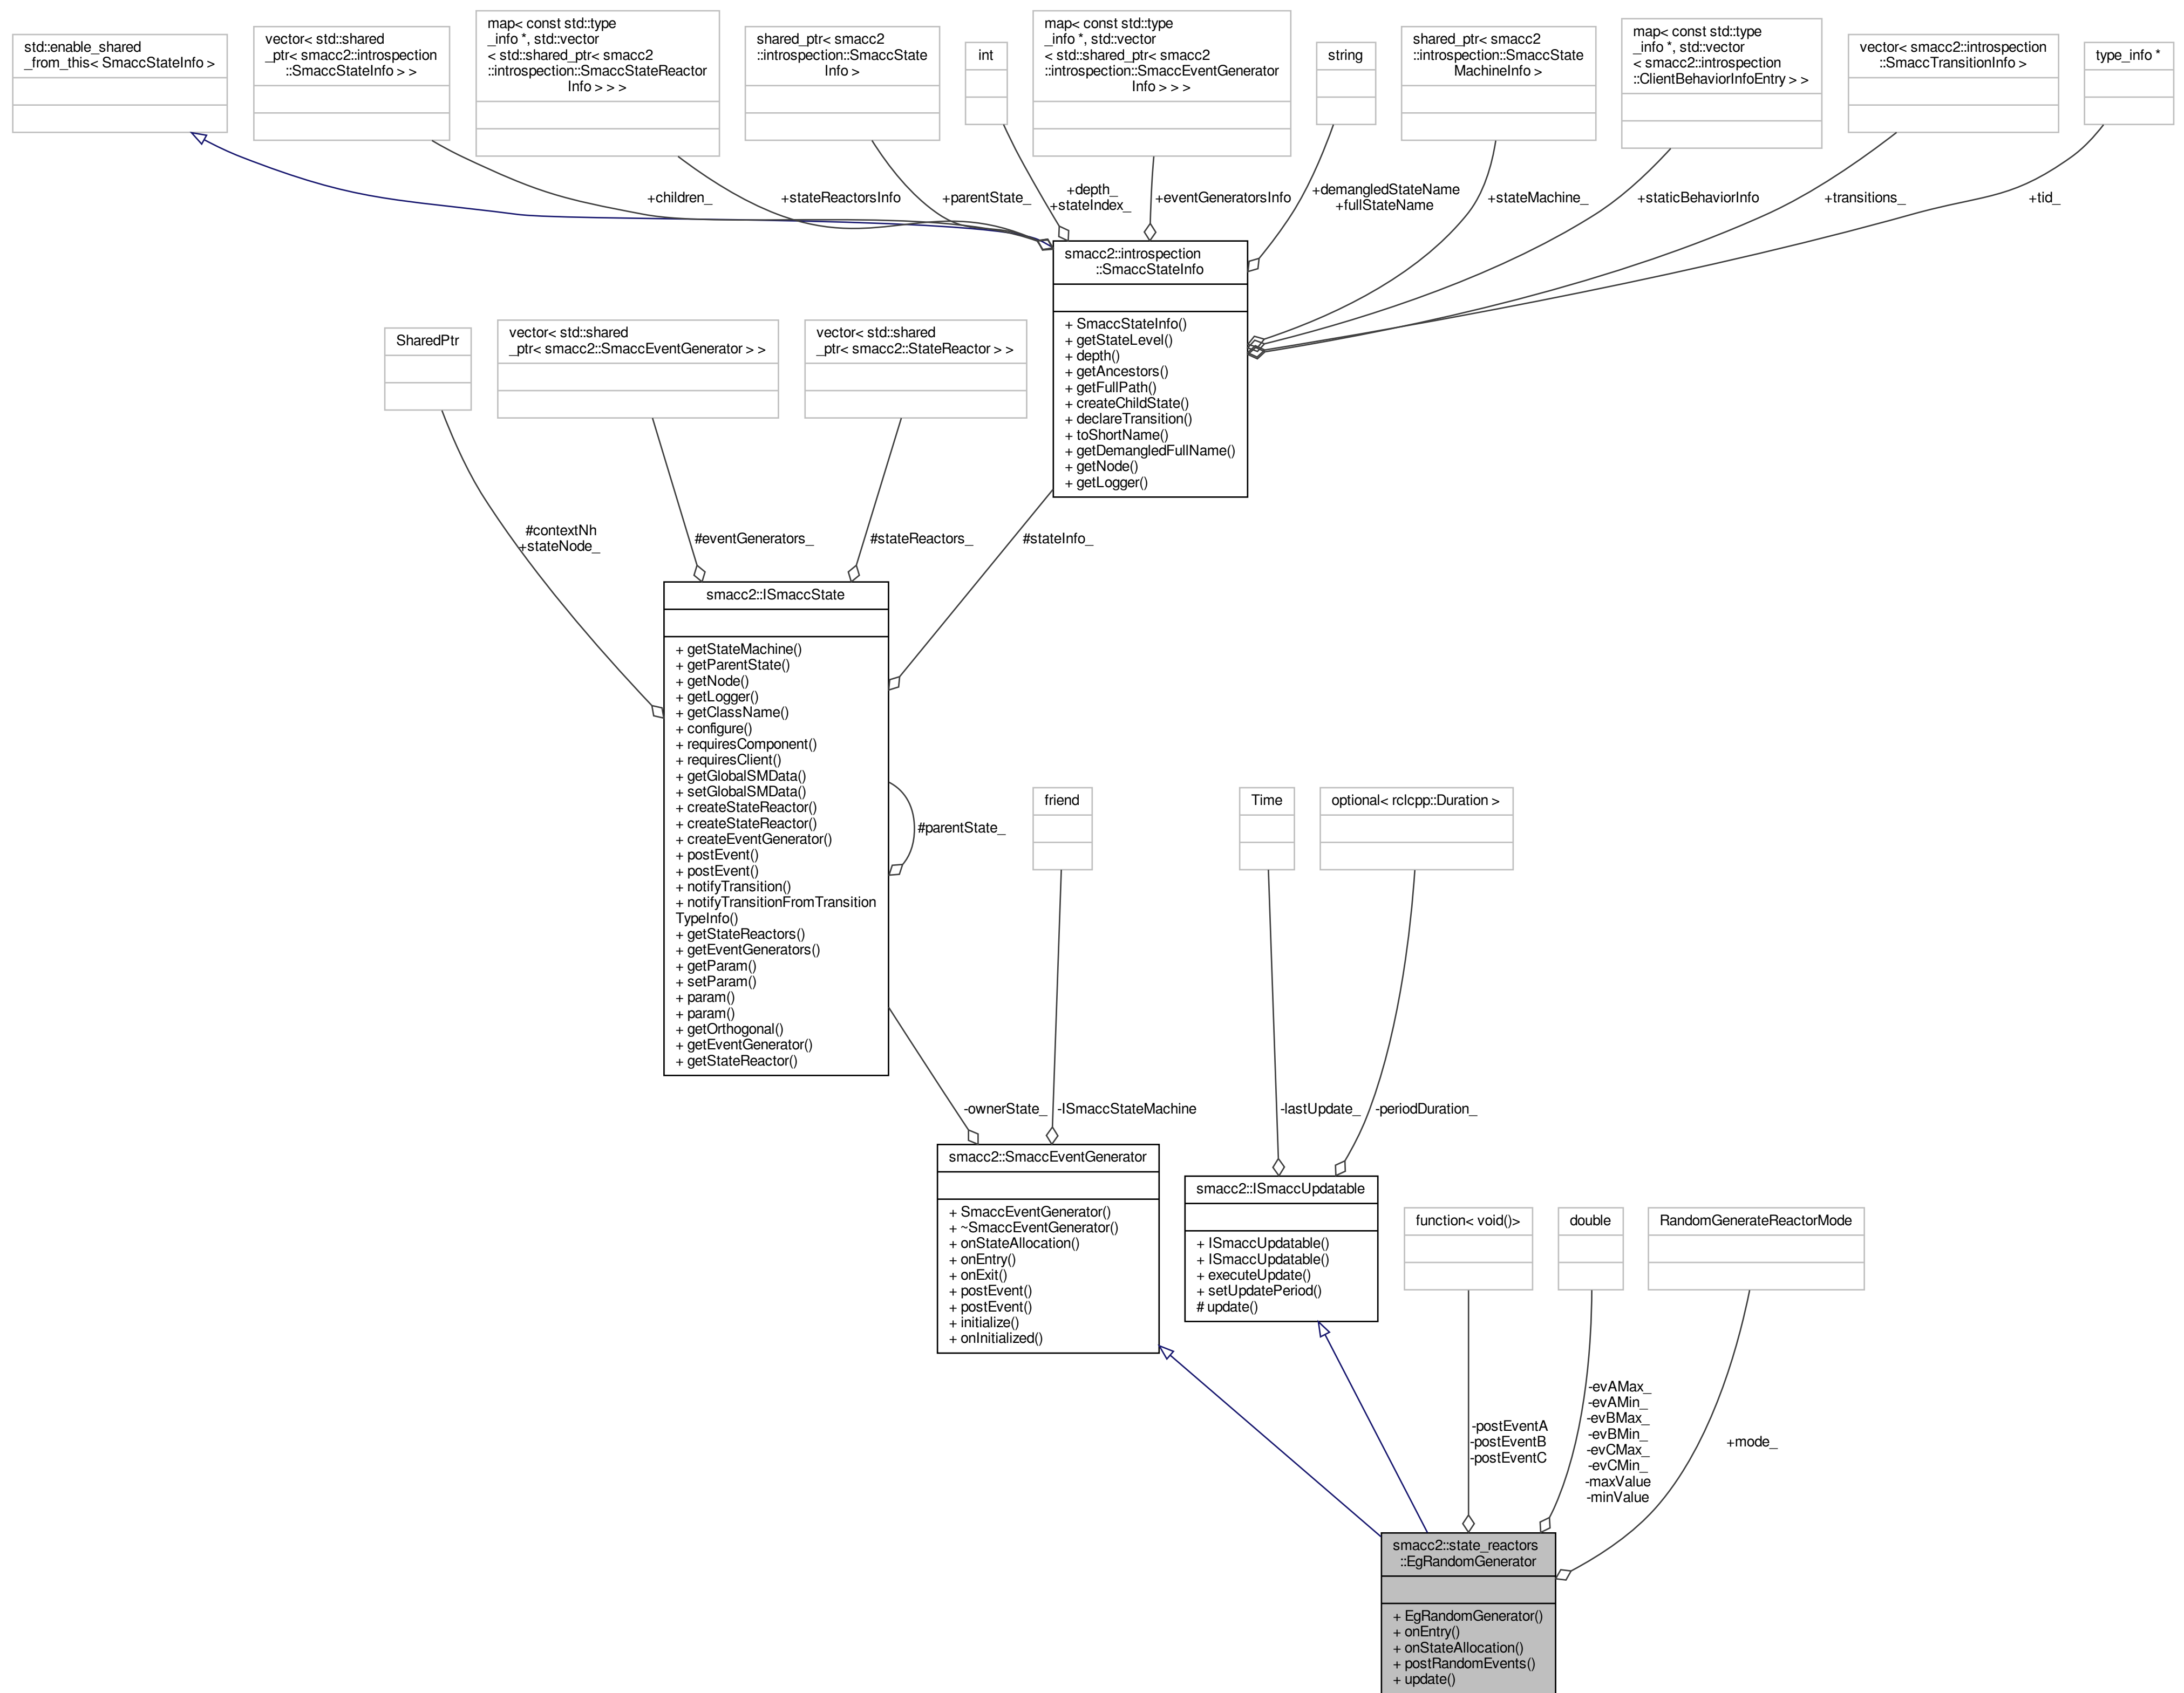 std::enable_shared
_from_this< SmaccStateInfo >
vector< std::shared
_ptr< smacc2::introspection
::SmaccStateInfo > >
map< const std::type
_info *, std::vector
< std::shared_ptr< smacc2
::introspection::SmaccStateReactor
Info > > >
shared_ptr< smacc2
::introspection::SmaccState
Info >
int
map< const std::type
_info *, std::vector
< std::shared_ptr< smacc2
::introspection::SmaccEventGenerator
Info > > >
string
shared_ptr< smacc2
::introspection::SmaccState
MachineInfo >
map< const std::type
_info *, std::vector
< smacc2::introspection
::ClientBehaviorInfoEntry > >
vector< smacc2::introspection
::SmaccTransitionInfo >
type_info *
+children_
+stateReactorsInfo
+parentState_
+depth_
+stateIndex_
+eventGeneratorsInfo
+demangledStateName
+fullStateName
+stateMachine_
+staticBehaviorInfo
+transitions_
+tid_
smacc2::introspection
::SmaccStateInfo
+ SmaccStateInfo()
+ getStateLevel()
+ depth()
+ getAncestors()
+ getFullPath()
+ createChildState()
+ declareTransition()
+ toShortName()
+ getDemangledFullName()
+ getNode()
+ getLogger()
SharedPtr
vector< std::shared
_ptr< smacc2::SmaccEventGenerator > >
vector< std::shared
_ptr< smacc2::StateReactor > >
#contextNh
+stateNode_
#eventGenerators_
#stateReactors_
#stateInfo_
smacc2::ISmaccState
+ getStateMachine()
+ getParentState()
+ getNode()
+ getLogger()
+ getClassName()
+ configure()
+ requiresComponent()
+ requiresClient()
+ getGlobalSMData()
+ setGlobalSMData()
+ createStateReactor()
+ createStateReactor()
+ createEventGenerator()
+ postEvent()
+ postEvent()
+ notifyTransition()
+ notifyTransitionFromTransition
TypeInfo()
+ getStateReactors()
+ getEventGenerators()
+ getParam()
+ setParam()
+ param()
+ param()
+ getOrthogonal()
+ getEventGenerator()
+ getStateReactor()
#parentState_
friend
Time
optional< rclcpp::Duration >
-ownerState_
-ISmaccStateMachine
-lastUpdate_
-periodDuration_
smacc2::SmaccEventGenerator
+ SmaccEventGenerator()
+ ~SmaccEventGenerator()
+ onStateAllocation()
+ onEntry()
+ onExit()
+ postEvent()
+ postEvent()
+ initialize()
+ onInitialized()
smacc2::ISmaccUpdatable
+ ISmaccUpdatable()
+ ISmaccUpdatable()
+ executeUpdate()
+ setUpdatePeriod()
# update()
function< void()>
double
RandomGenerateReactorMode
-postEventA
-postEventB
-postEventC
-evAMax_
-evAMin_
-evBMax_
-evBMin_
-evCMax_
-evCMin_
-maxValue
-minValue
+mode_
smacc2::state_reactors
::EgRandomGenerator
+ EgRandomGenerator()
+ onEntry()
+ onStateAllocation()
+ postRandomEvents()
+ update()